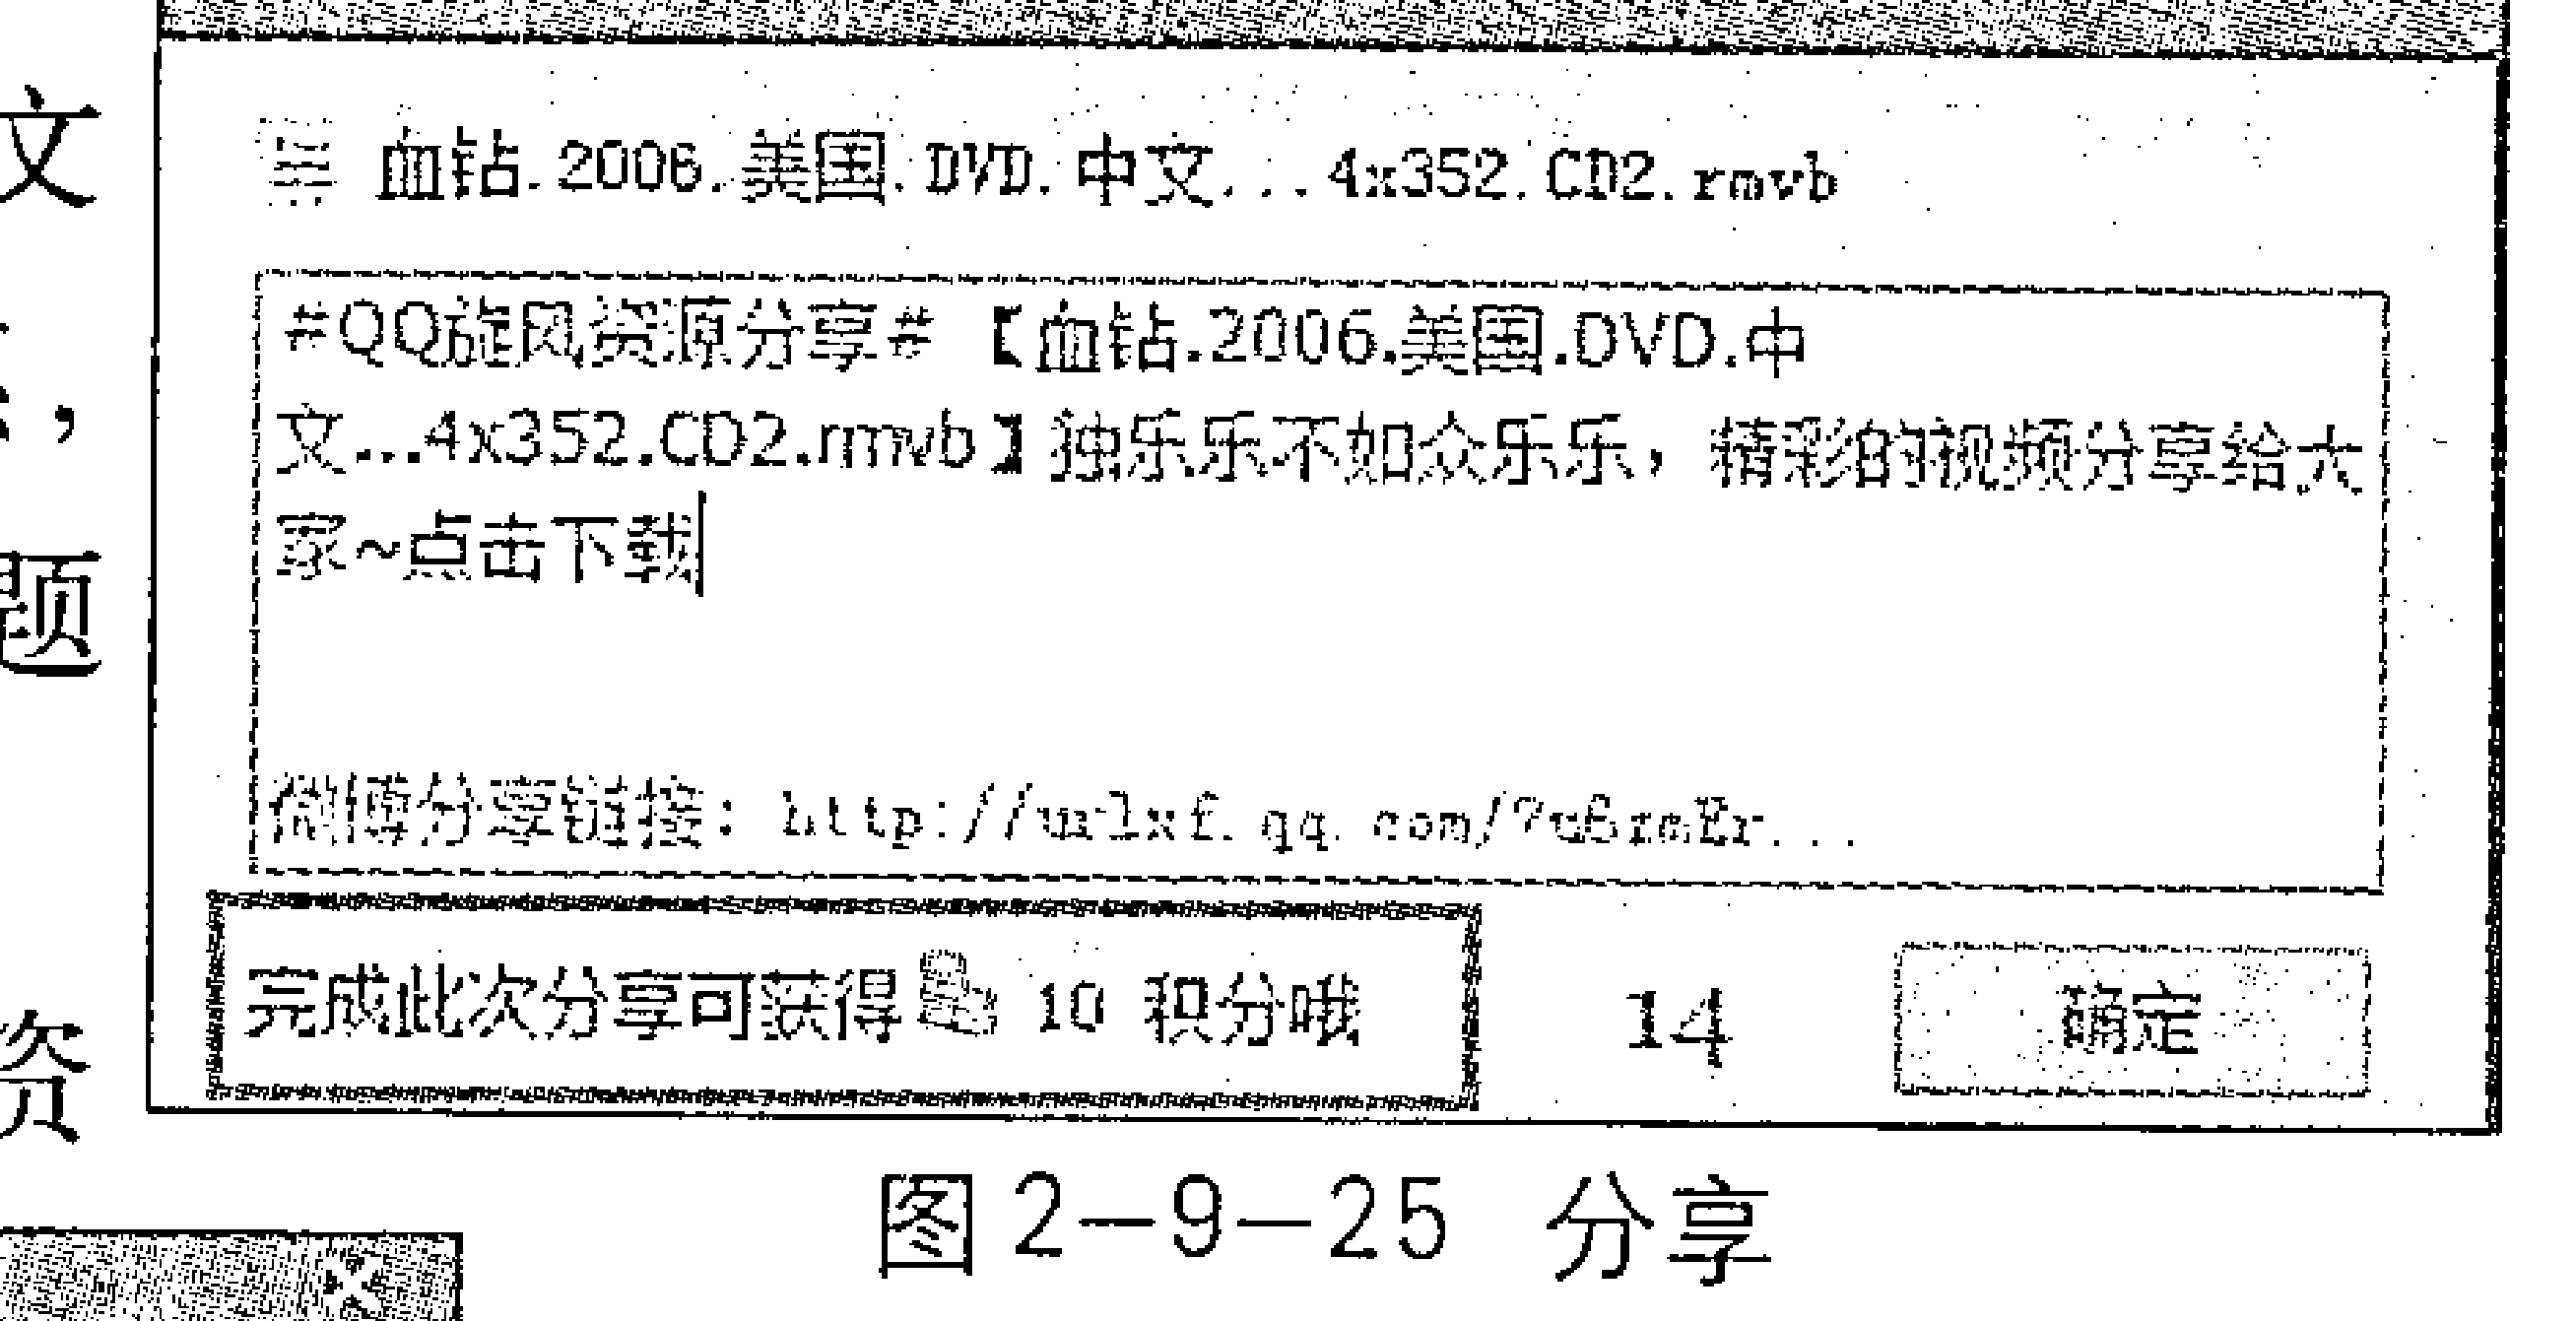 文
，
题
资
血钻.2006.美国.DVD.中文...4x352.CD2.rmvb
#QQ旋风资源分享# 【血钻.2006.美国.DVD.中
文...4x352.CD2.rmvb】独乐乐不如众乐乐，精彩的视频分享给大
家~点击下载
微博分享链接：http://urlxf.qq.com/
完成此次分享可获得 10 积分哦
14
确定
图2-9-25 分享